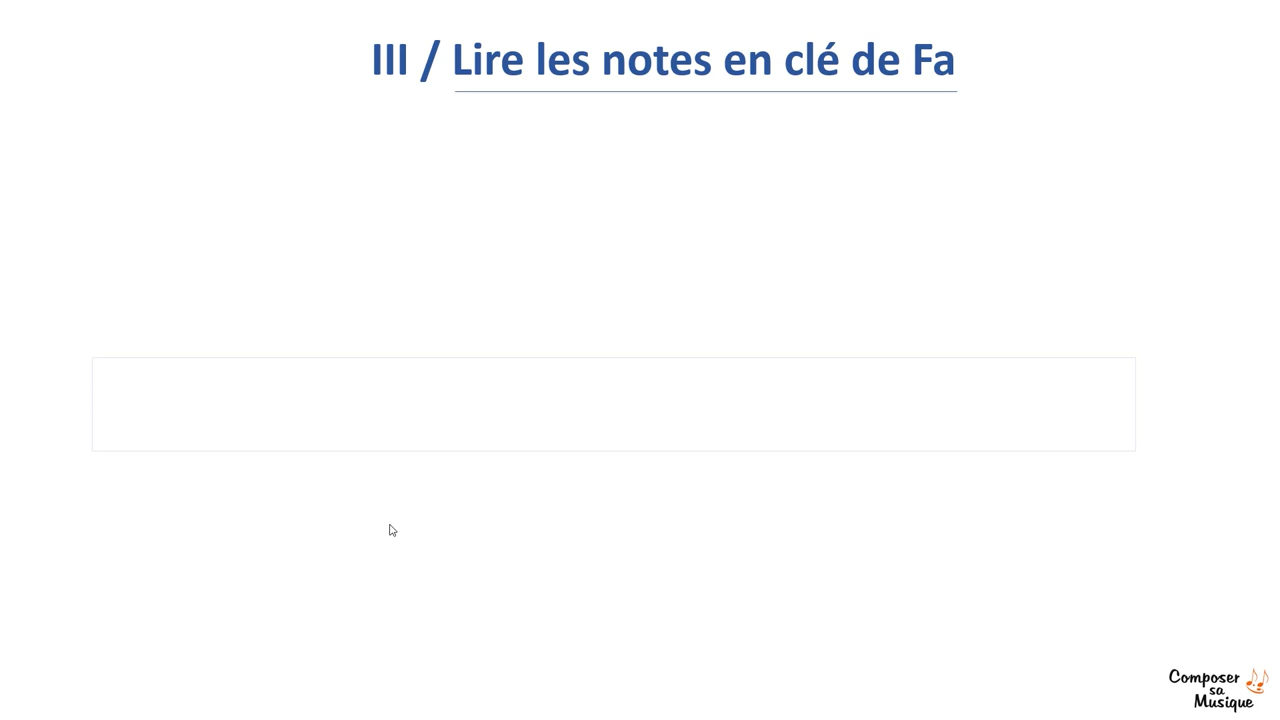 III / Lire les notes en clé de Fa
Composer
sa
Musique